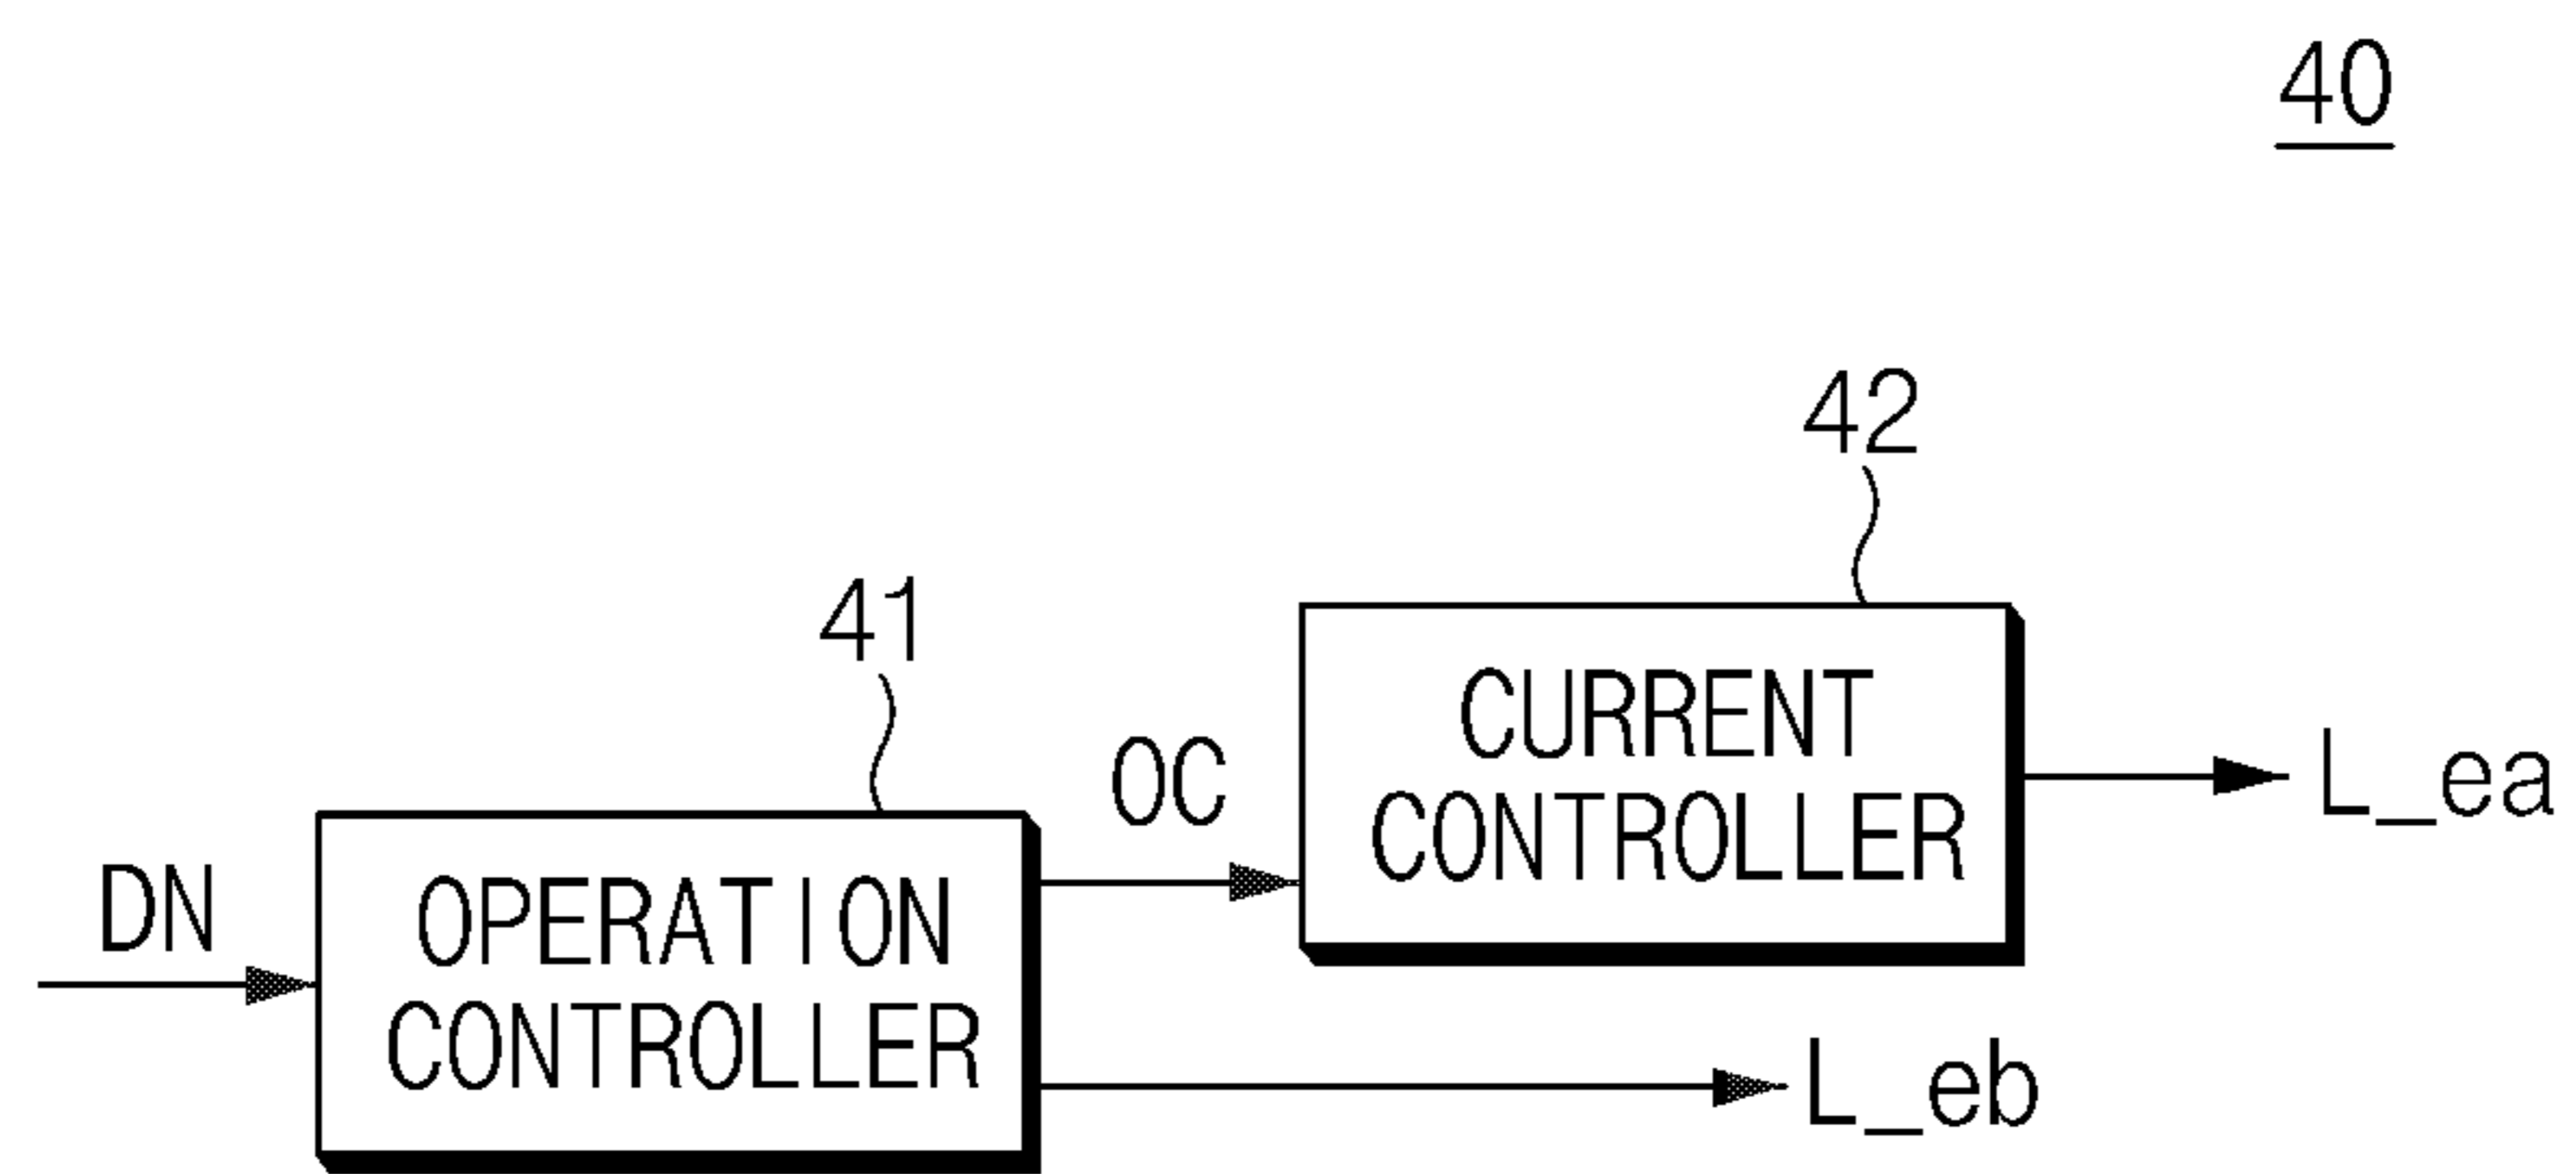 40
42
41
CURRENT
CONTROLLER
L_ea
OC
DN
OPERATION
CONTROLLER
L_eb